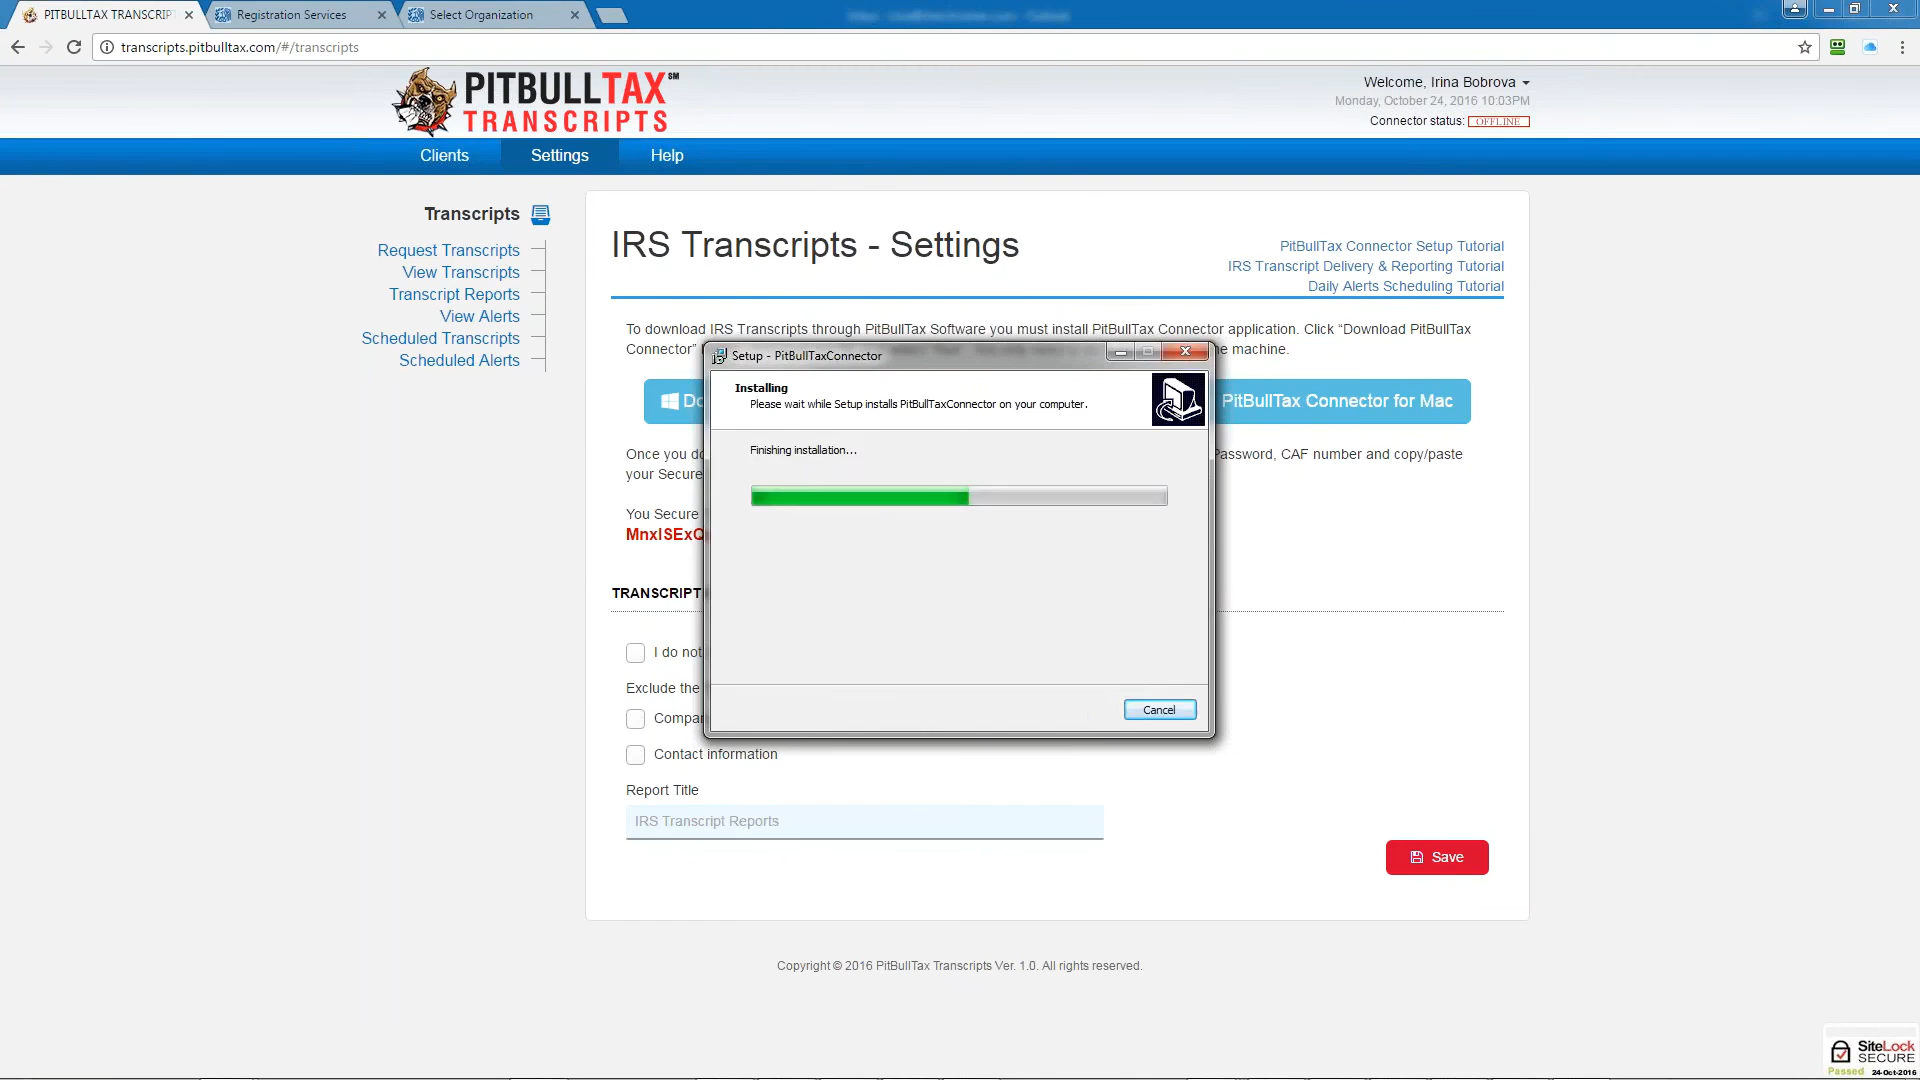 PITBULLTAX TRANSCRIPT
Registration Services
Select Organization
transcripts.pitbulltax.com/#/transcripts
PITBULLTAX SM
TRANSCRIPTS
Welcome, Irina Bobrova
Monday, October 24, 2016 10:03PM
Connector status: OFFLINE
Clients
Settings
Help
Transcripts
Request Transcripts
View Transcripts
Transcript Reports
View Alerts
Scheduled Transcripts
Scheduled Alerts
IRS Transcripts - Settings
PitBullTax Connector Setup Tutorial
IRS Transcript Delivery & Reporting Tutorial
Daily Alerts Scheduling Tutorial
To download IRS Transcripts through PitBullTax Software you must install PitBullTax Connector application. Click “Download PitBullTax
Connector”
machine.
Setup - PitBullTaxConnector
Installing
Please wait while Setup installs PitBullTaxConnector on your computer.
Finishing installation...
Cancel
PitBullTax Connector for Mac
Once you
Password, CAF number and copy/paste
your Secure
You Secure
MnxISExQ
TRANSCRIPT
I do not
Exclude the
Contact information
Report Title
IRS Transcript Reports
Save
Copyright © 2016 PitBullTax Transcripts Ver. 1.0. All rights reserved.
SiteLock
SECURE
Passed 24-Oct-2016